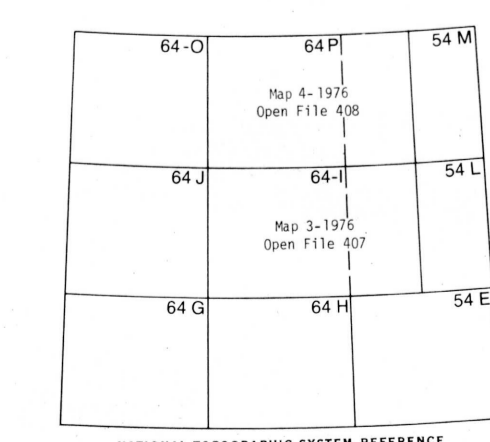 64-O 64 P 54 M
Map 4-1976
Open File 408
64 J 64-I 54 L
Map 3-1976
Open File 407
64 G 64 H 54 E
NATIONAL TOPOGRAPHIC SYSTEM REFERENCE